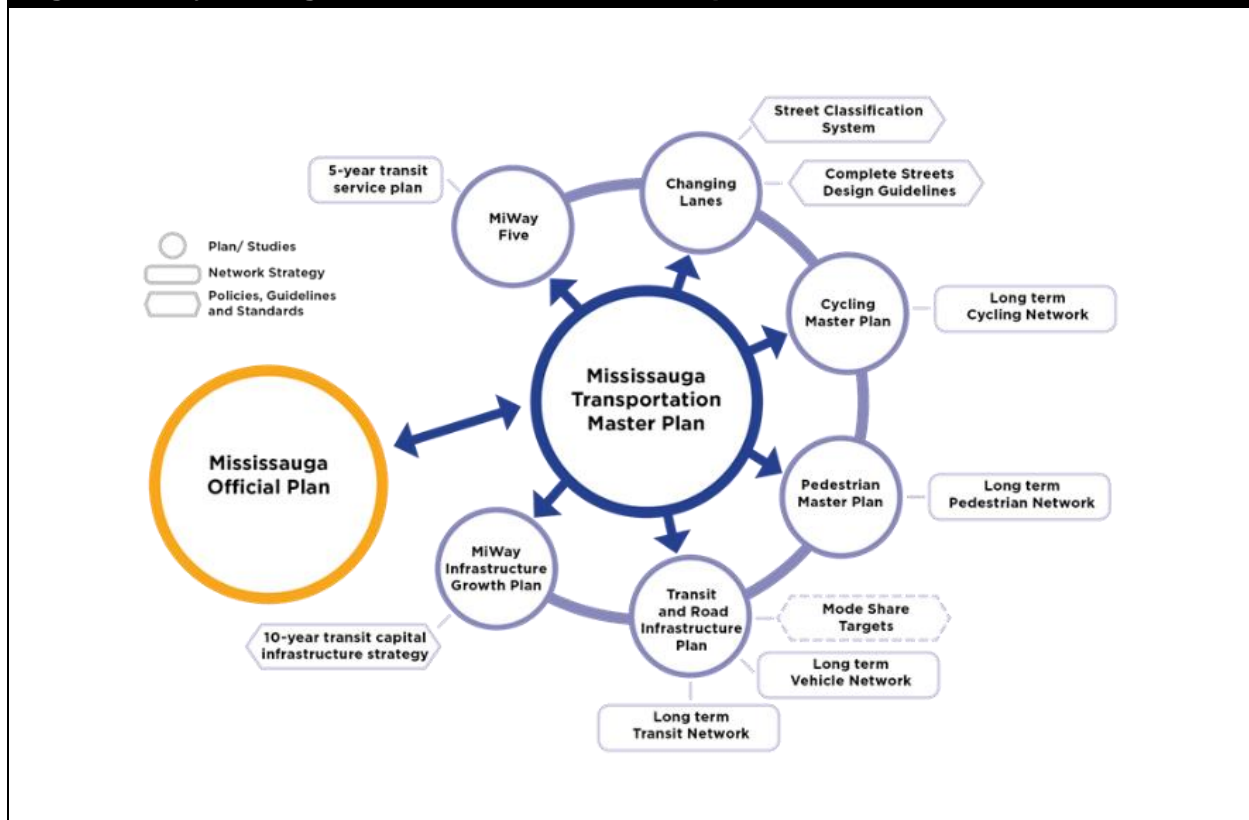 Street Classification
System
5-year transit
service plan
Changing
Lanes
Complete Streets
Design Guidelines
MiWay
Five
Plan/ Studies
Network Strategy
Policies, Guidelines
and Standards
Cycling
Master Plan
Long term
Cycling Network
Mississauga
Transportation
Master Plan
Mississauga
Official Plan
Pedestrian
Master Plan
Long term
Pedestrian Network
MiWay
Infrastructure
Growth Plan
Transit
and Road
Infrastructure
Plan
Mode Share
Targets
10-year transit capital
infrastructure strategy
Long term
Vehicle Network
Long term
Transit Network